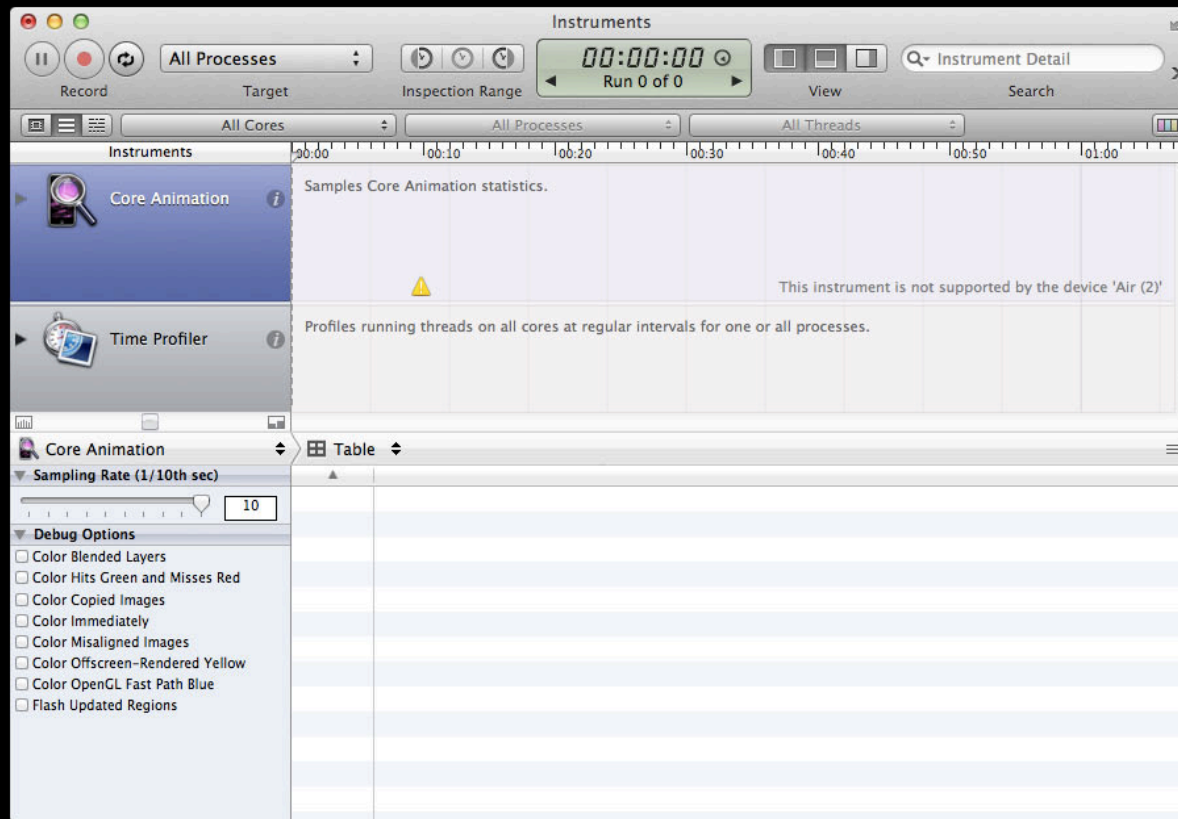 Instruments
All Processes
00:00:00
Run 0 of 0
Instrument Detail
Record
Target
Inspection Range
View
Search
All Cores
All Processes
All Threads
Instruments
00:00 00:10 00:20 00:30 00:40 00:50 01:00
Core Animation
Samples Core Animation statistics.
This instrument is not supported by the device 'Air (2)'
Time Profiler
Profiles running threads on all cores at regular intervals for one or all processes.
Core Animation
Table
Sampling Rate (1/10th sec)
10
Debug Options
Color Blended Layers
Color Hits Green and Misses Red
Color Copied Images
Color Immediately
Color Misaligned Images
Color Offscreen-Rendered Yellow
Color OpenGL Fast Path Blue
Flash Updated Regions